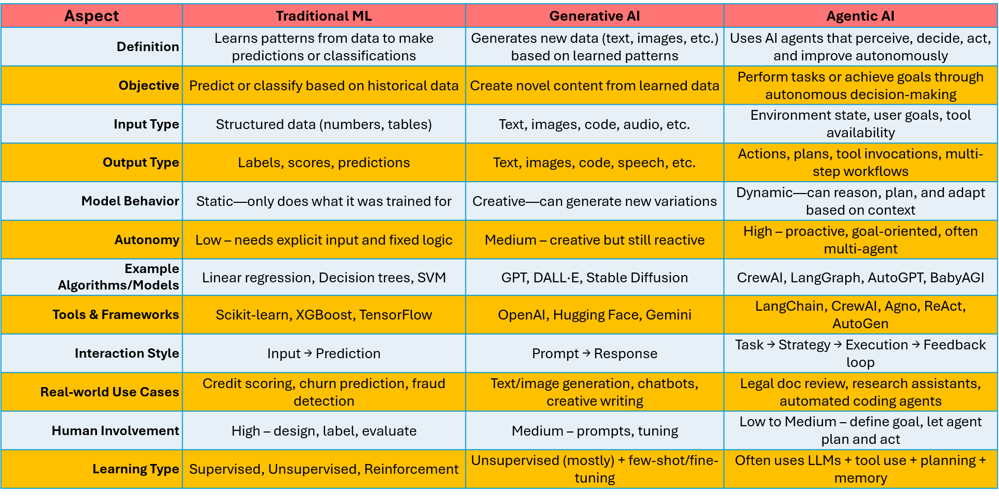 Aspect Traditional ML Generative AI Agentic AI
Definition
Learns patterns from data to make
predictions or classifications
Generates new data (text, images, etc.)
based on learned patterns
Uses AI agents that perceive, decide, act,
and improve autonomously
Objective
Predict or classify based on historical data
Create novel content from learned data
Perform tasks or achieve goals through
autonomous decision-making
Input Type
Structured data (numbers, tables)
Text, images, code, audio, etc.
Environment state, user goals, tool
availability
Output Type
Labels, scores, predictions
Text, images, code, speech, etc.
Actions, plans, tool invocations, multi-
step workflows
Model Behavior
Static—only does what it was trained for
Creative—can generate new variations
Dynamic—can reason, plan, and adapt
based on context
Autonomy
Low – needs explicit input and fixed logic
Medium – creative but still reactive
High – proactive, goal-oriented, often
multi-agent
Example
Algorithms/Models
Linear regression, Decision trees, SVM
GPT, DALL·E, Stable Diffusion
CrewAI, LangGraph, AutoGPT, BabyAGI
Tools & Frameworks
Scikit-learn, XGBoost, TensorFlow
OpenAI, Hugging Face, Gemini
LangChain, CrewAI, Agno, ReAct,
AutoGen
Interaction Style
Input → Prediction
Prompt → Response
Task → Strategy → Execution → Feedback
loop
Real-world Use Cases
Credit scoring, churn prediction, fraud
detection
Text/image generation, chatbots,
creative writing
Legal doc review, research assistants,
automated coding agents
Human Involvement
High – design, label, evaluate
Medium – prompts, tuning
Low to Medium – define goal, let agent
plan and act
Learning Type
Supervised, Unsupervised, Reinforcement
Unsupervised (mostly) + few-shot/fine-
tuning
Often uses LLMs + tool use + planning +
memory